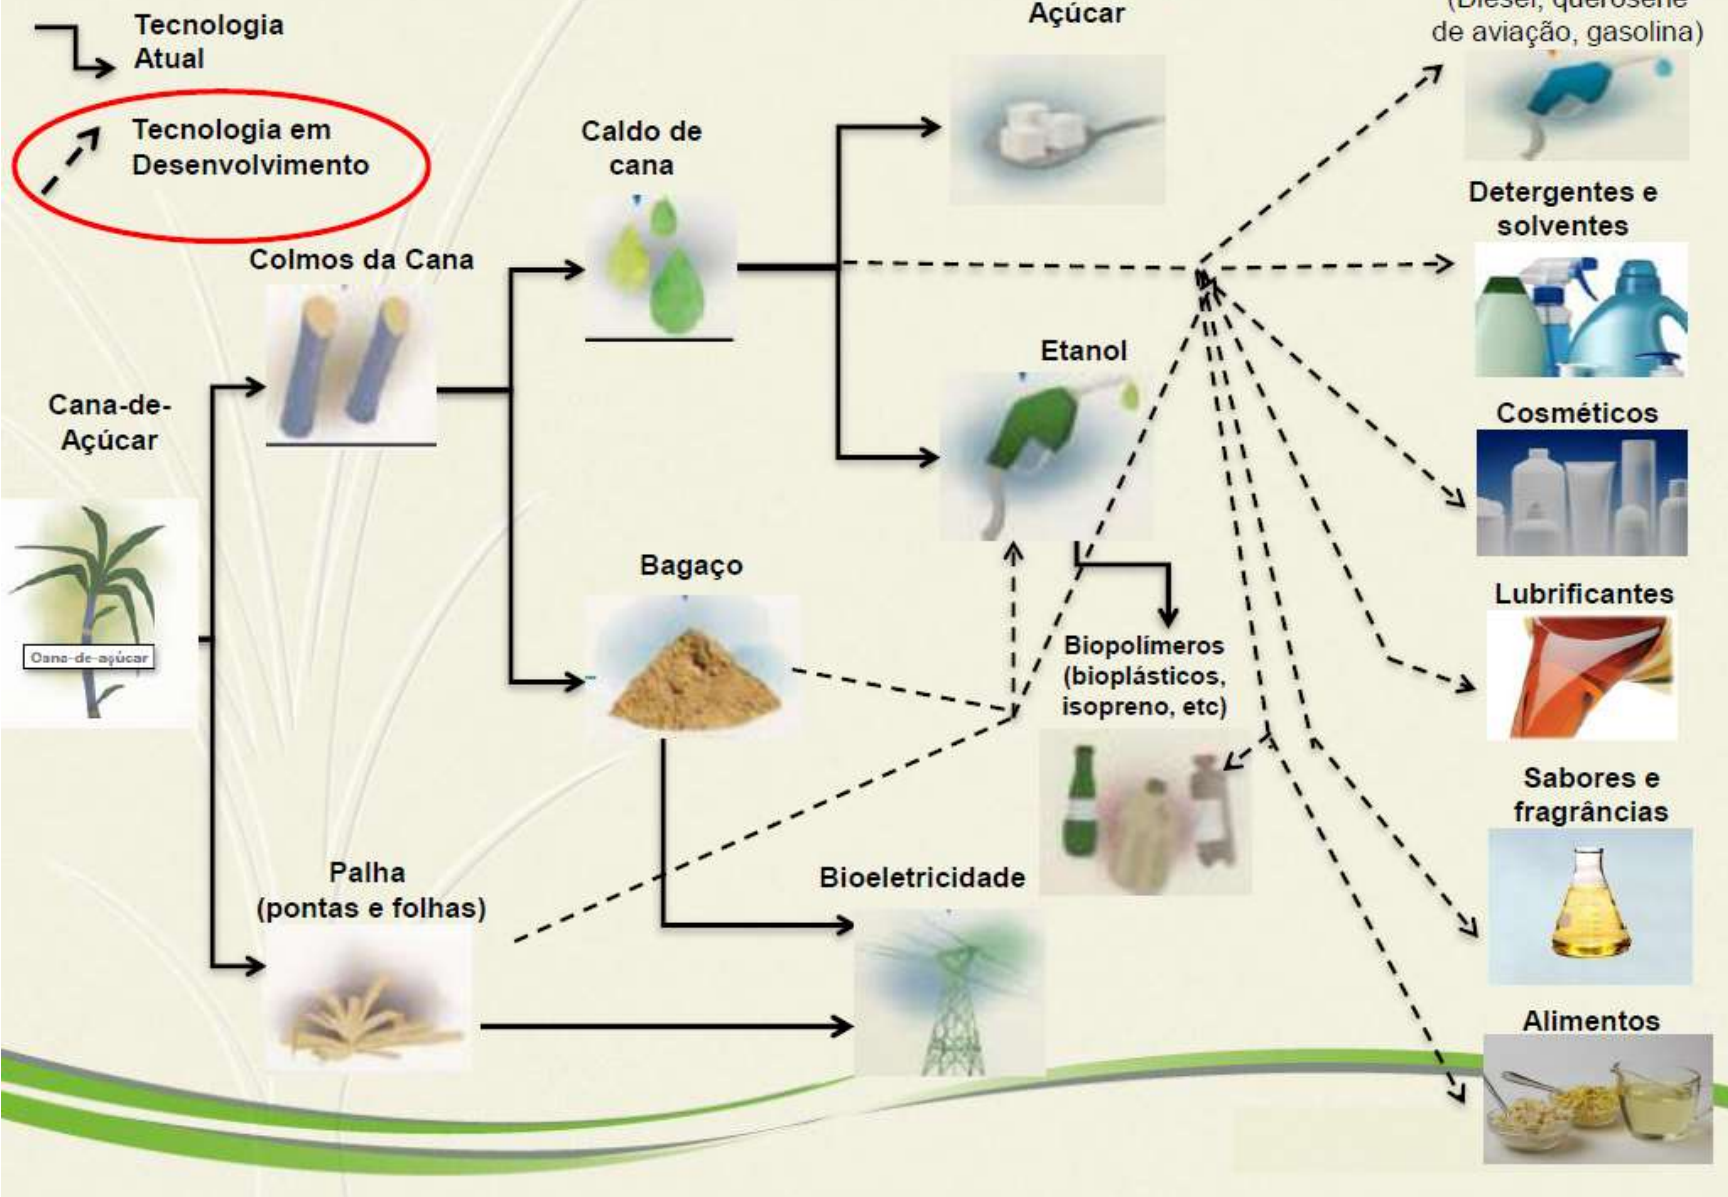 Tecnologia
Atual
Tecnologia em
Desenvolvimento
Açúcar
(Diesel, querosene
de aviação, gasolina)
Caldo de
cana
Detergentes e
solventes
Colmos da Cana
Etanol
Cana-de-
Açúcar
Cosméticos
Bagaço
Lubrificantes
Biopolímeros
(bioplásticos,
isopreno, etc)
Cana-de-açúcar
Sabores e
fragrâncias
Palha
(pontas e folhas)
Bioeletricidade
Alimentos